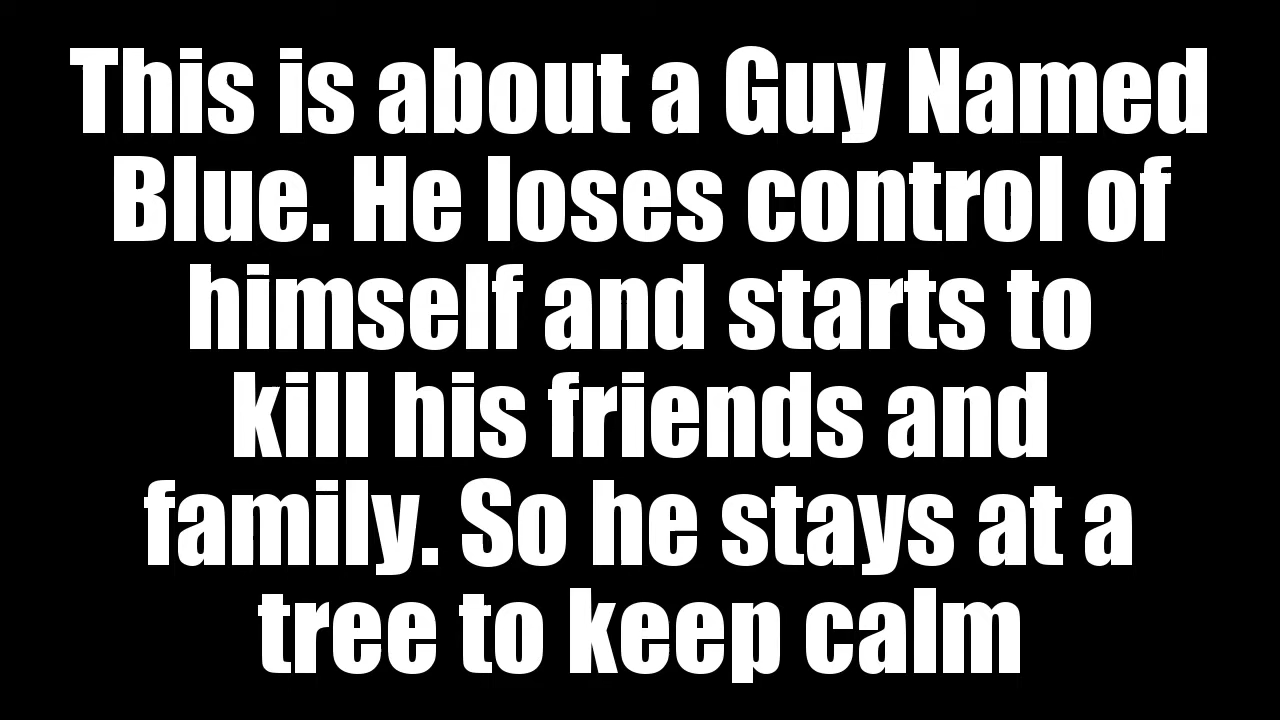 This is about a Guy Named
Blue. He loses control of
himself and starts to
kill his friends and
family. So he stays at a
tree to keep calm